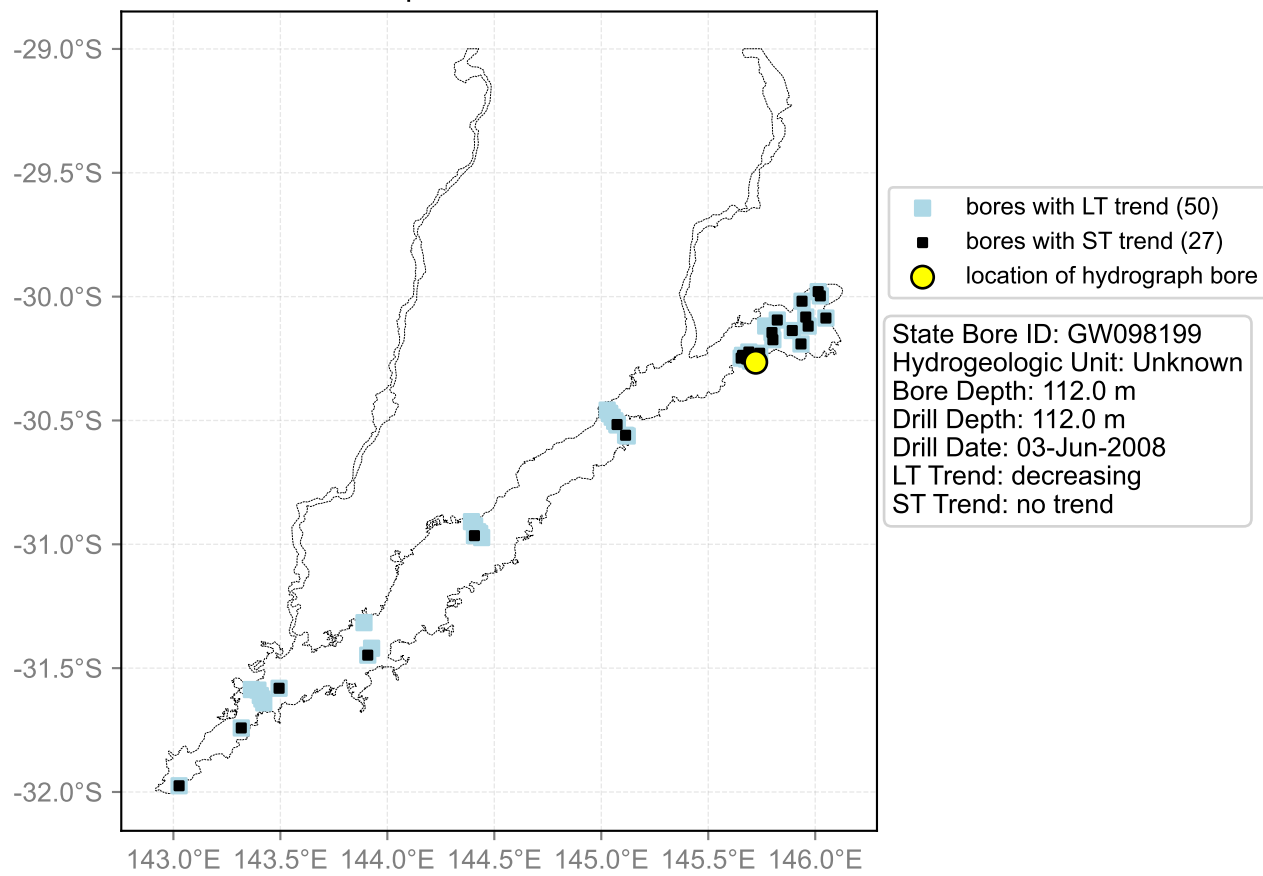 -29.0°S
-29.5°S
-30.0°S
-30.5°S
-31.0°S
-31.5°S
-32.0°S
143.0°E 143.5°E 144.0°E 144.5°E 145.0°E 145.5°E 146.0°E
bores with LT trend (50)
bores with ST trend (27)
location of hydrograph bore
State Bore ID: GW098199
Hydrogeologic Unit: Unknown
Bore Depth: 112.0 m
Drill Depth: 112.0 m
Drill Date: 03-Jun-2008
LT Trend: decreasing
ST Trend: no trend